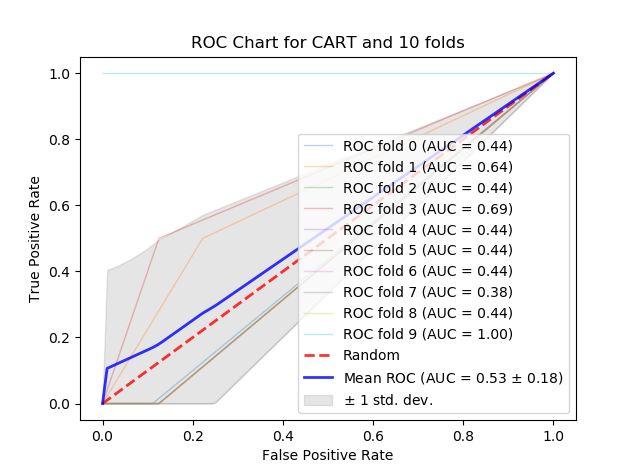 ROC Chart for CART and 10 folds
True Positive Rate
1.0
0.8
0.6
0.4
0.2
0.0
ROC fold 0 (AUC = 0.44)
ROC fold 1 (AUC = 0.64)
ROC fold 2 (AUC = 0.44)
ROC fold 3 (AUC = 0.69)
ROC fold 4 (AUC = 0.44)
ROC fold 5 (AUC = 0.44)
ROC fold 6 (AUC = 0.44)
ROC fold 7 (AUC = 0.38)
ROC fold 8 (AUC = 0.44)
ROC fold 9 (AUC = 1.00)
Random
Mean ROC (AUC = 0.53 ± 0.18)
± 1 std. dev.
0.0 0.2 0.4 0.6 0.8 1.0
False Positive Rate